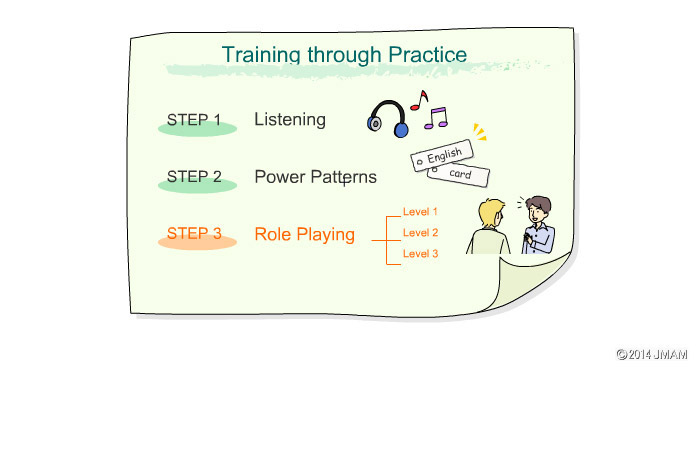 Training through Practice
STEP 1 Listening
English
STEP 2 Power Patterns
card
Level 1
STEP 3 Role Playing
Level 2
Level 3
©2014 JMAM